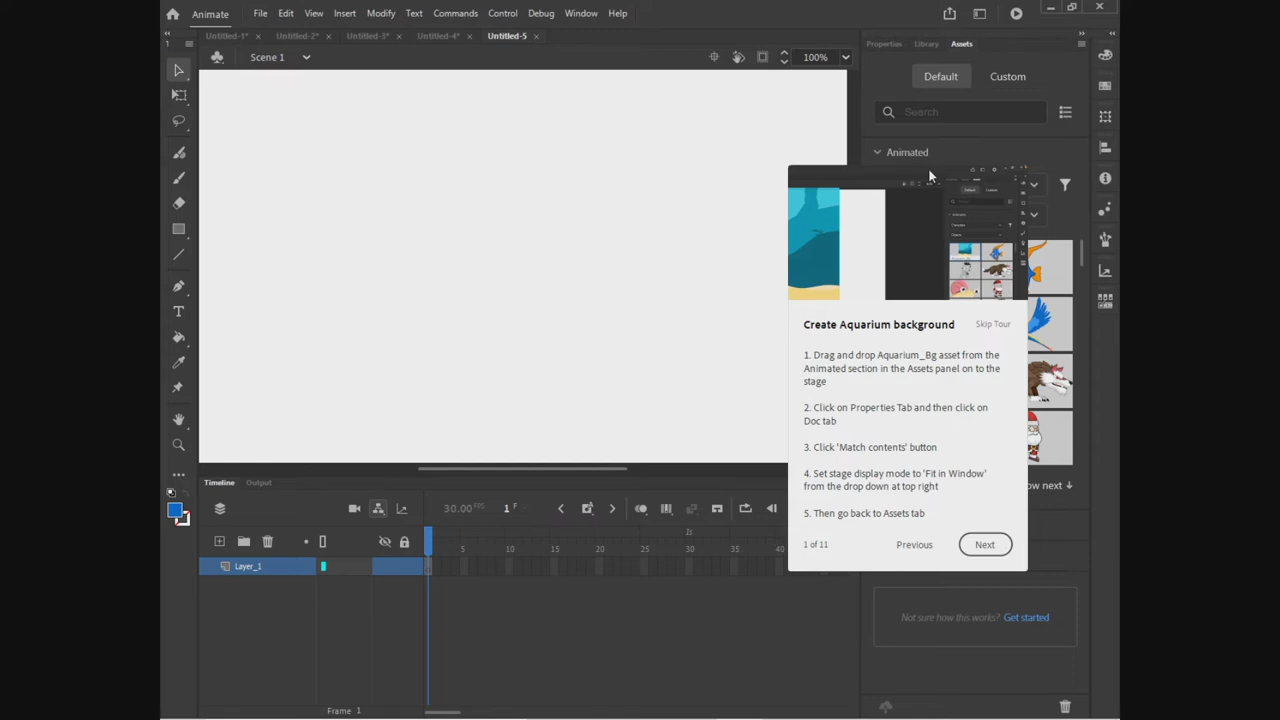 Animate File Edit View Insert Modify Text Commands Control Debug Window Help
Untitled-1* × Untitled-2* × Untitled-3* × Untitled-4* × Untitled-5 ×
Properties Library Assets
1
Scene 1
100%
Default Custom
Search
Animated
Create Aquarium background
Skip Tour
1. Drag and drop Aquarium_Bg asset from the
Animated section in the Assets panel on to the
stage
2. Click on Properties Tab and then click on
Doc tab
3. Click 'Match contents' button
4. Set stage display mode to 'Fit in Window'
from the drop down at top right
5. Then go back to Assets tab
1 of 11 Previous Next
next
Timeline Output
30.00 FPS 1 F
1s
5 10 15 20 25 30 35 40
Layer_1
Not sure how this works? Get started
Frame 1